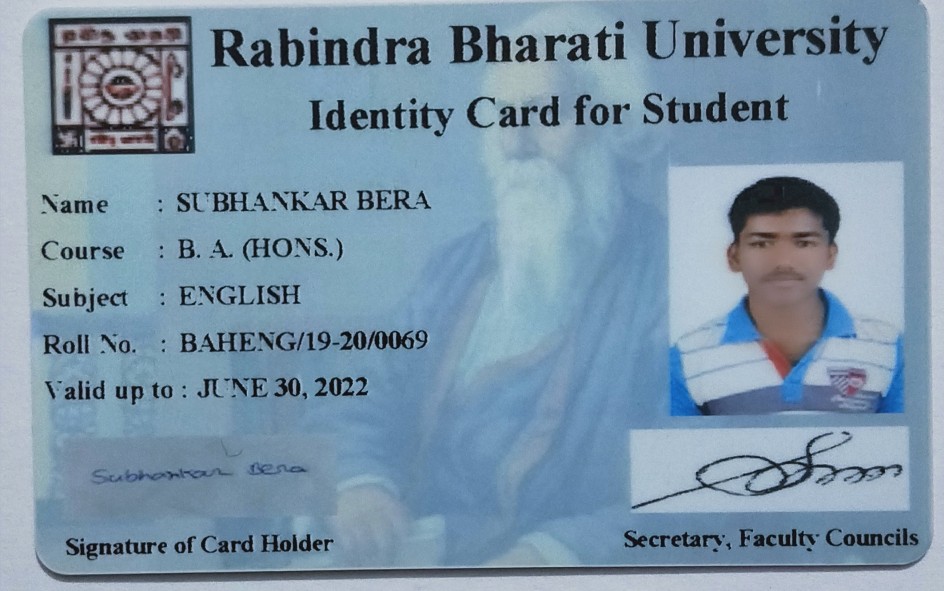 Rabindra Bharati University
Identity Card for Student
Name : SUBHANKAR BERA
Course : B. A. (HONS.)
Subject : ENGLISH
Roll No. : BAHENG/19-20/0069
Valid up to : JUNE 30, 2022
Subhankar Bera
Signature of Card Holder
Secretary, Faculty Councils